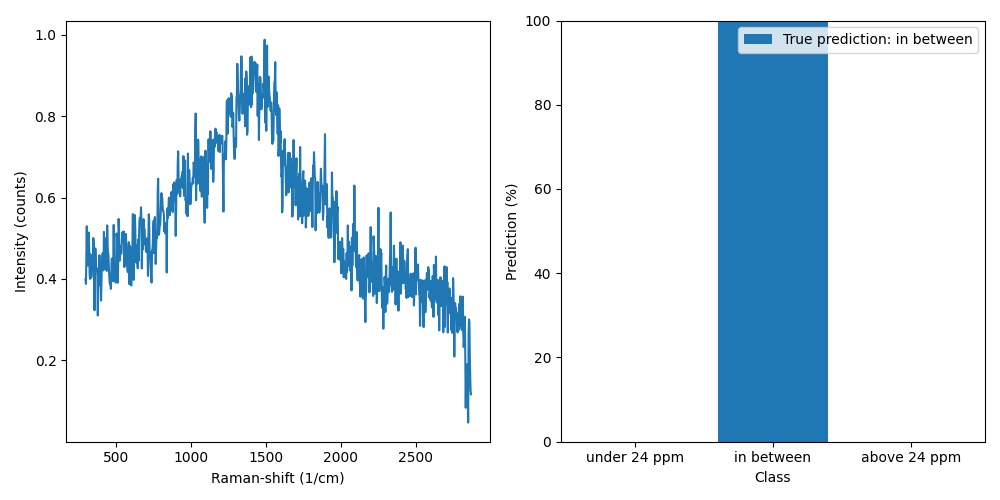 1.0
0.8
0.6
0.4
0.2
Intensity (counts)
500 1000 1500 2000 2500
Raman-shift (1/cm)
100
80
60
40
20
0
Prediction (%)
True prediction: in between
under 24 ppm in between above 24 ppm
Class